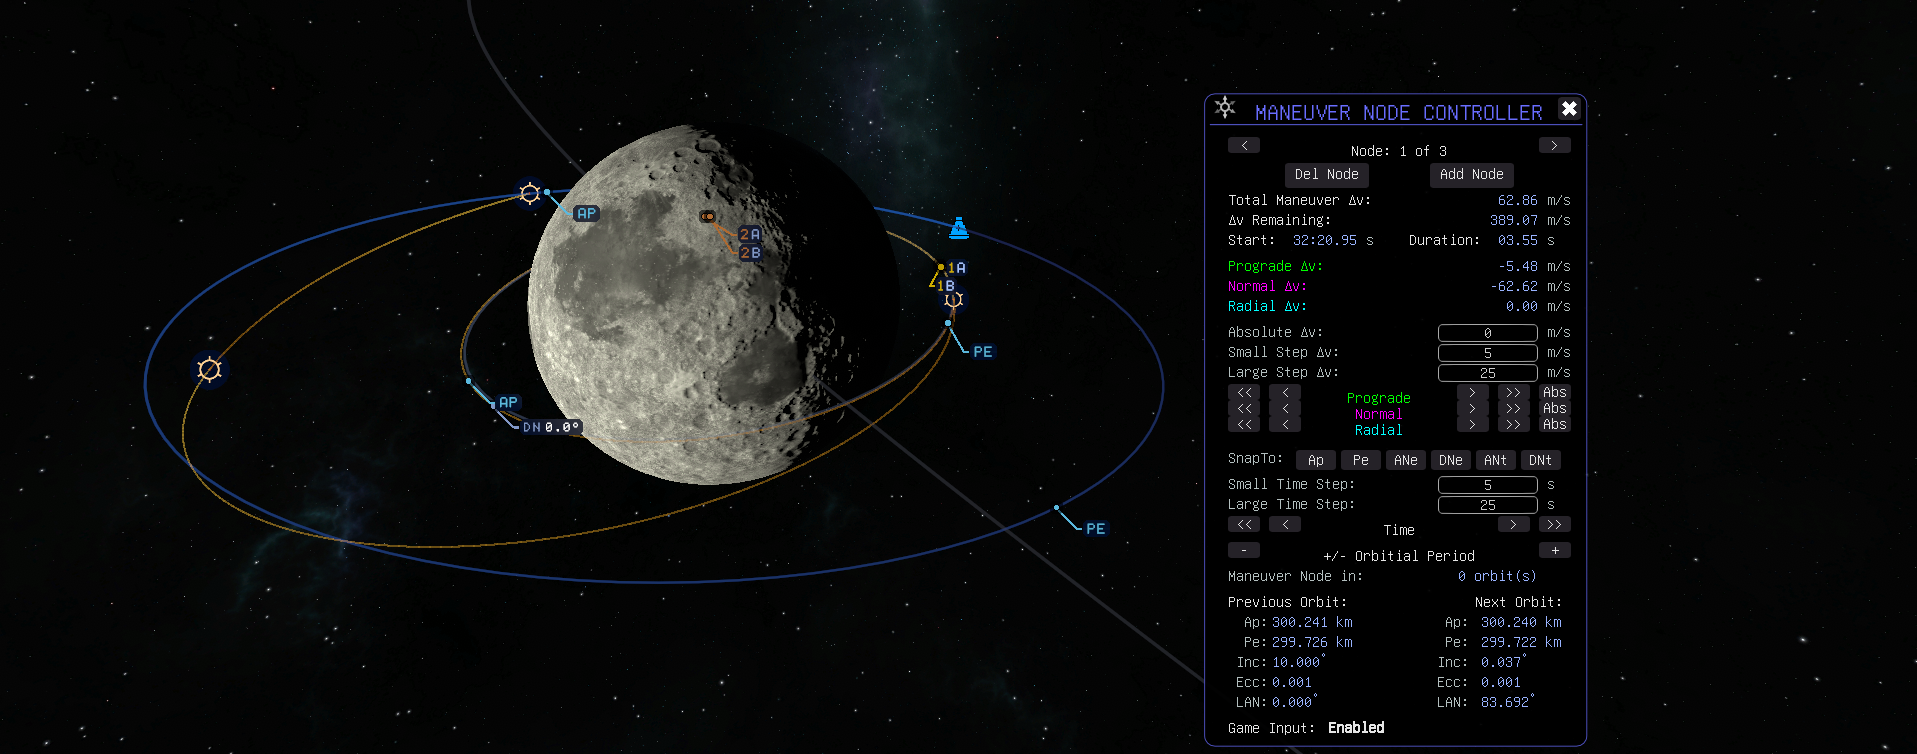 AP
2A
2B
1A
1B
PE
AP
DN 0.0°
PE
MANEUVER NODE CONTROLLER
< Node: 1 of 3 >
Del Node Add Node
Total Maneuver Δv: 62.86 m/s
Δv Remaining: 389.07 m/s
Start: 32:20.95 s Duration: 03.55 s
Prograde Δv: -5.48 m/s
Normal Δv: -62.62 m/s
Radial Δv: 0.00 m/s
Absolute Δv: 0 m/s
Small Step Δv: 5 m/s
Large Step Δv: 25 m/s
<< < Prograde > >> Abs
<< < Normal > >> Abs
<< < Radial > >> Abs
SnapTo: Ap Pe ANe DNe ANt DNt
Small Time Step: 5 s
Large Time Step: 25 s
<< < Time > >>
- +/- Orbitial Period +
Maneuver Node in: 0 orbit(s)
Previous Orbit: Next Orbit:
Ap: 300.241 km Ap: 300.240 km
Pe: 299.726 km Pe: 299.722 km
Inc: 10.000° Inc: 0.037°
Ecc: 0.001 Ecc: 0.001
LAN: 0.000° LAN: 83.692°
Game Input: Enabled